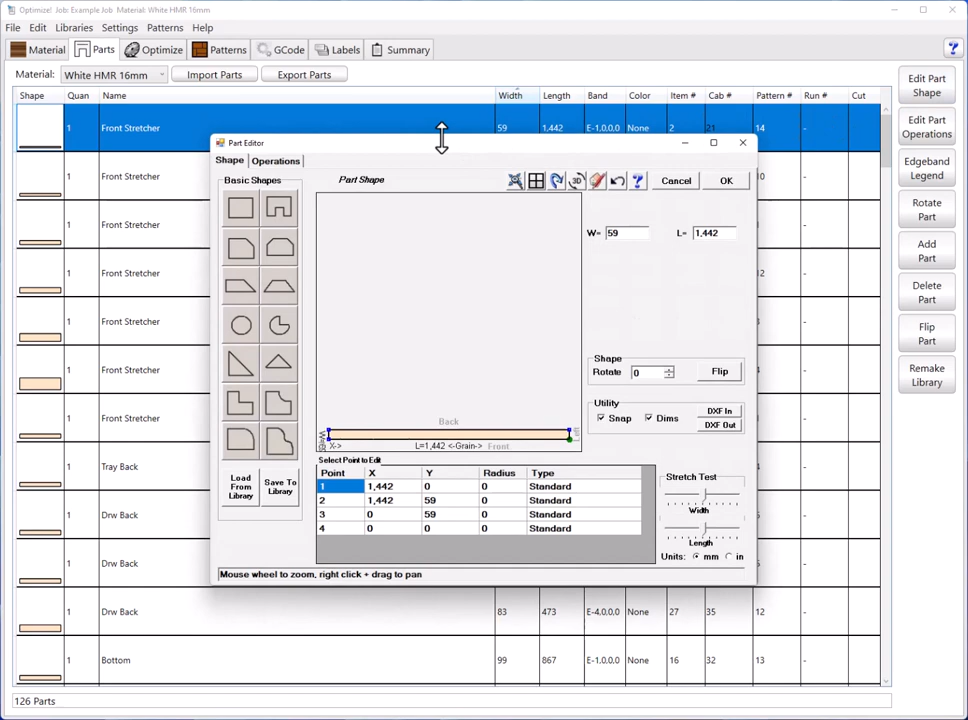 Optimize! Job: Example Job Material: White HMR 16mm
File Edit Libraries Settings Patterns Help
Material Parts Optimize Patterns GCode Labels Summary ?
Material: White HMR 16mm Import Parts Export Parts
Shape Quan Name Width Length Band Color Item # Cab # Pattern # Run # Cut
1 Front Stretcher 59 1,442 E-1,0,0,0 None 2 21 14 -
1 Front Stretcher
1 Front Stretcher
1 Front Stretcher
1 Front Stretcher
1 Front Stretcher
1 Front Stretcher
1 Tray Back
1 Drw Back
1 Drw Back
1 Drw Back 83 473 E-4,0,0,0 None 27 35 12 -
1 Bottom 99 867 E-1,0,0,0 None 16 32 13 -
126 Parts
Edit Part
Shape
Edit Part
Operations
Edgeband
Legend
Rotate
Part
Add
Part
Delete
Part
Flip
Part
Remake
Library
Part Editor
Shape Operations
Basic Shapes
Part Shape
3D ? Cancel OK
W= 59 L= 1,442
Back
Left
X-> L=1,442 <-Grain-> Front
Load
From
Library
Save To
Library
Shape
Rotate 0 Flip
Utility
Snap Dims DXF In
DXF Out
Select Point to Edit
Point X Y Radius Type
1 1,442 0 0 Standard
2 1,442 59 0 Standard
3 0 59 0 Standard
4 0 0 0 Standard
Stretch Test
Width
Length
Units: mm in
Mouse wheel to zoom, right click + drag to pan